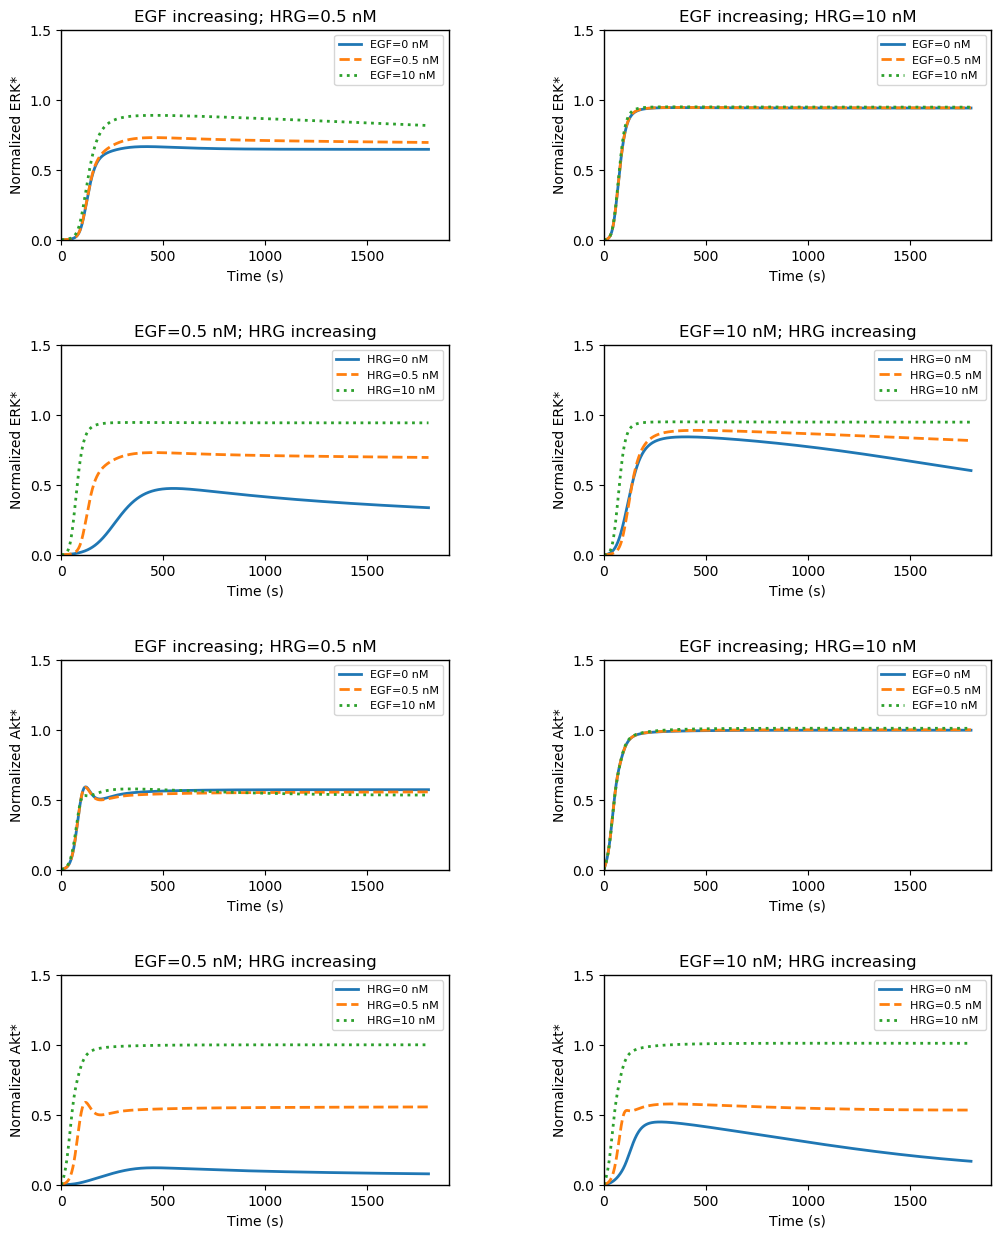 EGF increasing; HRG=0.5 nM
EGF increasing; HRG=10 nM
1.5
1.0
0.5
0.0
Normalized ERK*
EGF=0 nM
EGF=0.5 nM
EGF=10 nM
0
500
1000
1500
Time (s)
1.5
1.0
0.5
0.0
Normalized ERK*
EGF=0 nM
EGF=0.5 nM
EGF=10 nM
0
500
1000
1500
Time (s)
EGF=0.5 nM; HRG increasing
EGF=10 nM; HRG increasing
1.5
1.0
0.5
0.0
Normalized ERK*
HRG=0 nM
HRG=0.5 nM
HRG=10 nM
0
500
1000
1500
Time (s)
1.5
1.0
0.5
0.0
Normalized ERK*
HRG=0 nM
HRG=0.5 nM
HRG=10 nM
0
500
1000
1500
Time (s)
EGF increasing; HRG=0.5 nM
EGF increasing; HRG=10 nM
1.5
1.0
0.5
0.0
Normalized Akt*
EGF=0 nM
EGF=0.5 nM
EGF=10 nM
0
500
1000
1500
Time (s)
1.5
1.0
0.5
0.0
Normalized Akt*
EGF=0 nM
EGF=0.5 nM
EGF=10 nM
0
500
1000
1500
Time (s)
EGF=0.5 nM; HRG increasing
EGF=10 nM; HRG increasing
1.5
1.0
0.5
0.0
Normalized Akt*
HRG=0 nM
HRG=0.5 nM
HRG=10 nM
0
500
1000
1500
Time (s)
1.5
1.0
0.5
0.0
Normalized Akt*
HRG=0 nM
HRG=0.5 nM
HRG=10 nM
0
500
1000
1500
Time (s)